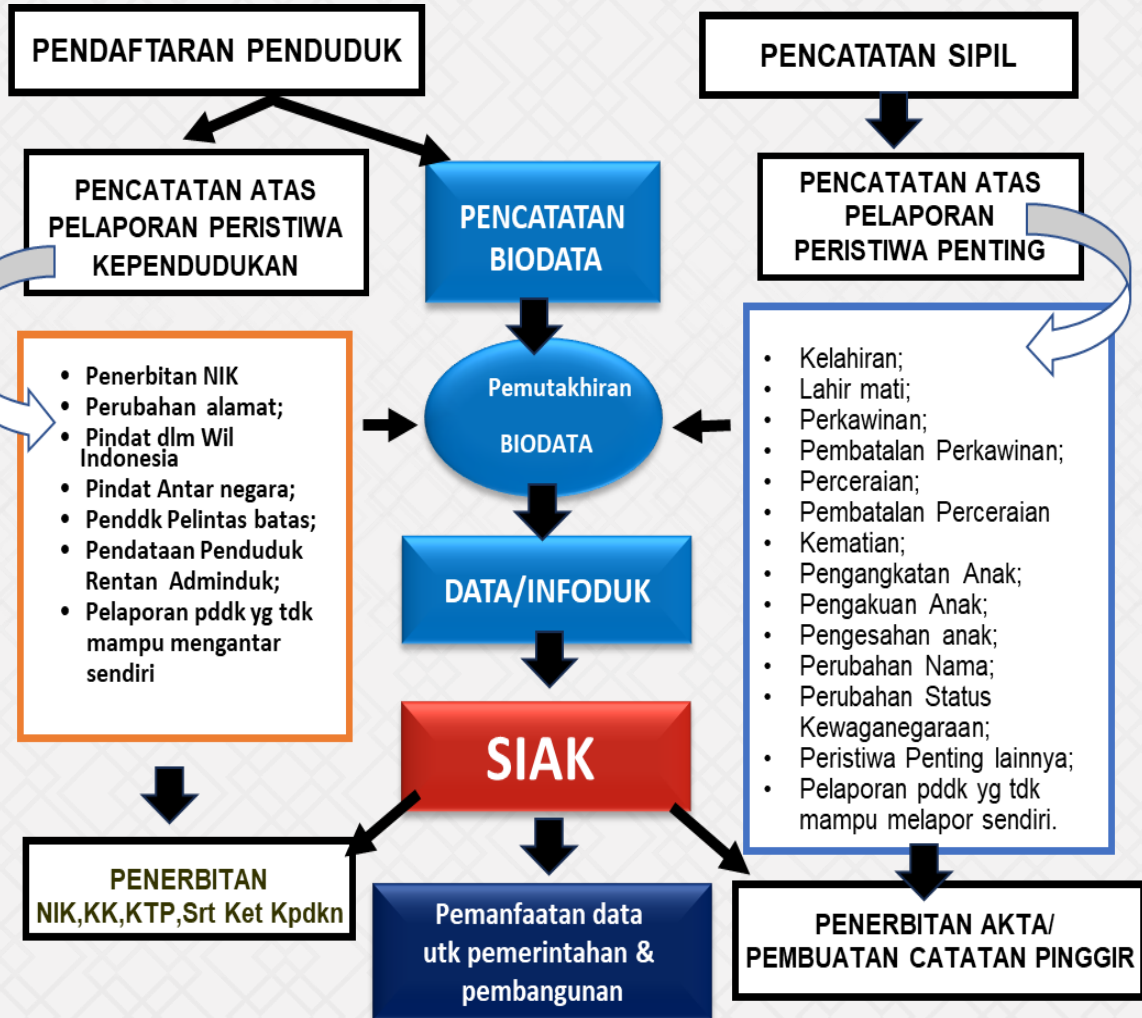 PENDAFTARAN PENDUDUK
PENCATATAN SIPIL
PENCATATAN ATAS
PELAPORAN PERISTIWA
KEPENDUDUKAN
PENCATATAN
BIODATA
PENCATATAN ATAS
PELAPORAN
PERISTIWA PENTING
• Penerbitan NIK
• Perubahan alamat;
• Pindat dlm Wil
Indonesia
• Pindat Antar negara;
• Penddk Pelintas batas;
• Pendataan Penduduk
Rentan Adminduk;
• Pelaporan pddk yg tdk
mampu mengantar
sendiri
Pemutakhiran
BIODATA
• Kelahiran;
• Lahir mati;
• Perkawinan;
• Pembatalan Perkawinan;
• Perceraian;
• Pembatalan Perceraian
• Kematian;
• Pengangkatan Anak;
• Pengakuan Anak;
• Pengesahan anak;
• Perubahan Nama;
• Perubahan Status
Kewaganegaraan;
• Peristiwa Penting lainnya;
• Pelaporan pddk yg tdk
mampu melapor sendiri.
DATA/INFODUK
SIAK
PENERBITAN
NIK,KK,KTP,Srt Ket Kpdkn
Pemanfaatan data
utk pemerintahan &
pembangunan
PENERBITAN AKTA/
PEMBUATAN CATATAN PINGGIR